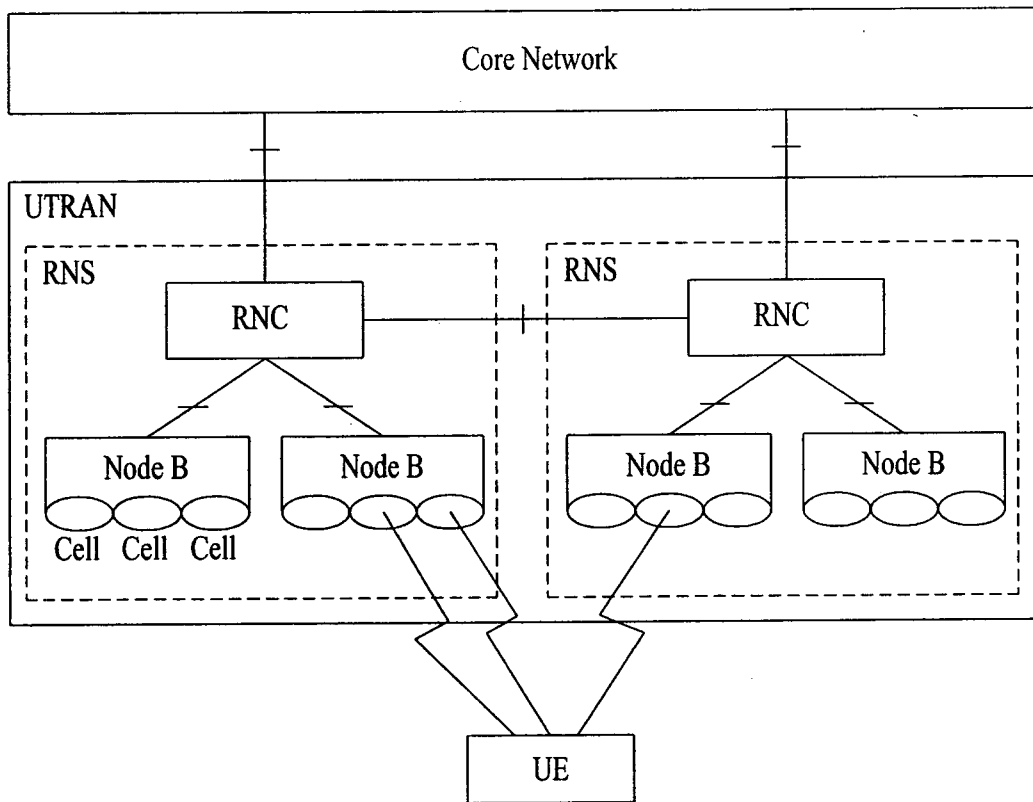 Core Network
UTRAN
RNS
RNS
RNC
RNC
Node B
Node B
Node B
Node B
Cell Cell Cell
UE